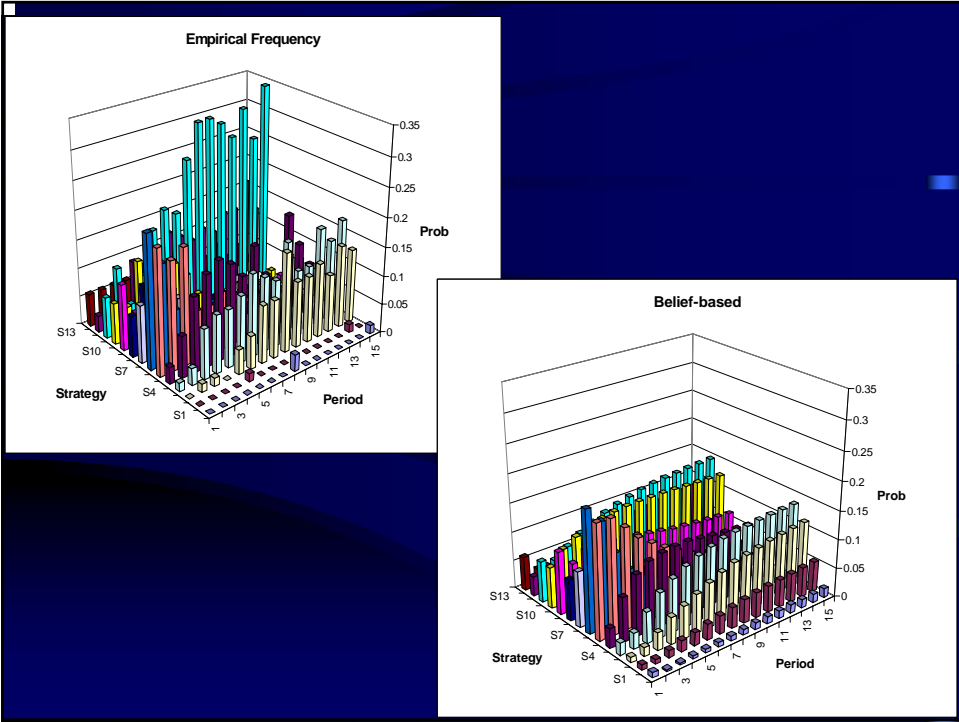 Empirical Frequency
0.35
0.3
0.25
0.2
0.15
0.1
0.05
0
Prob
S13
S10
S7
S4
S1
Strategy
1
3
5
7
9
11
13
15
Period
Belief-based
0.35
0.3
0.25
0.2
0.15
0.1
0.05
0
Prob
S13
S10
S7
S4
S1
Strategy
1
3
5
7
9
11
13
15
Period